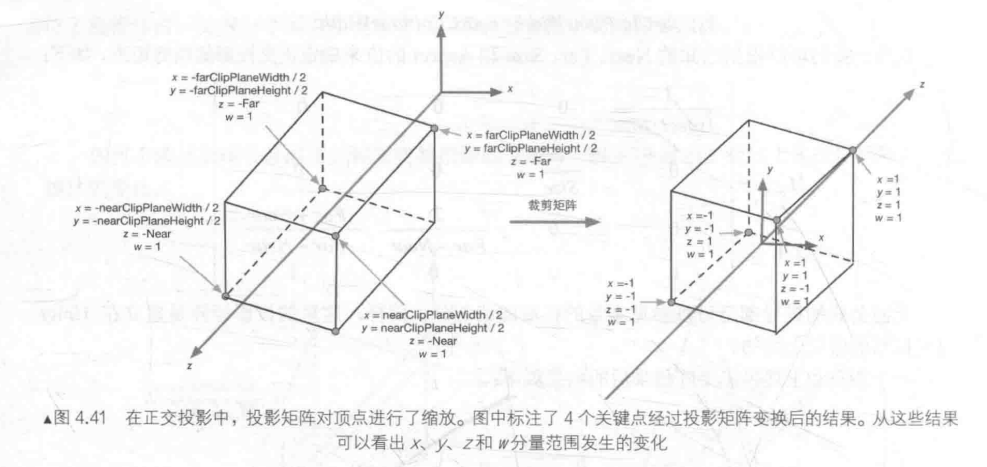 y
x
x = -farClipPlaneWidth / 2
y = -farClipPlaneHeight / 2
z = -Far
w = 1
x = farClipPlaneWidth / 2
y = farClipPlaneHeight / 2
z = -Far
w = 1
x = -nearClipPlaneWidth / 2
y = -nearClipPlaneHeight / 2
z = -Near
w = 1
x = nearClipPlaneWidth / 2
y = nearClipPlaneHeight / 2
z = -Near
w = 1
z
裁剪矩阵
z
y
x
x =1
y = 1
z = 1
w = 1
x =-1
y = -1
z = 1
w = 1
x =1
y = 1
z = -1
w = 1
x =-1
y = -1
z = -1
w = 1
▲图 4.41 在正交投影中，投影矩阵对顶点进行了缩放。图中标注了 4 个关键点经过投影矩阵变换后的结果。从这些结果
可以看出 x、y、z 和 w 分量范围发生的变化